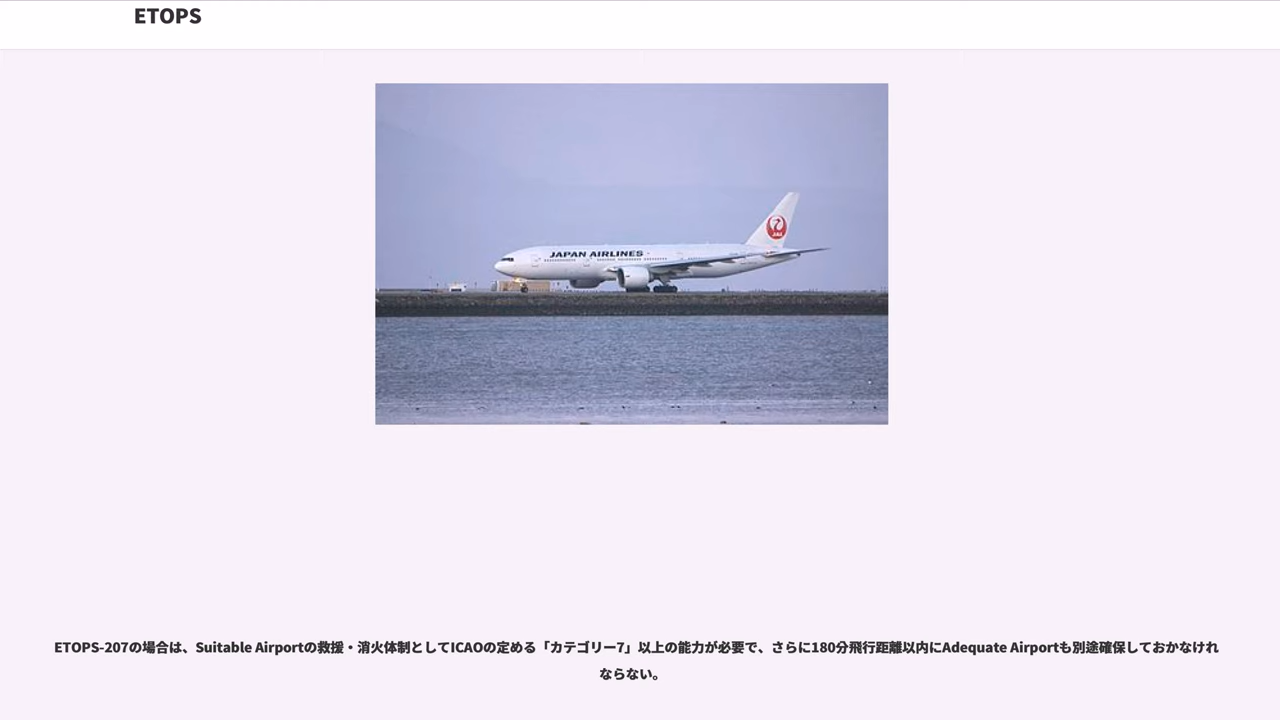 ETOPS
JAPAN AIRLINES
JAL
ETOPS-207の場合は、Suitable Airportの救援・消火体制としてICAOの定める「カテゴリー7」以上の能力が必要で、さらに180分飛行距離以内にAdequate Airportも別途確保しておかなけれ
ならない。